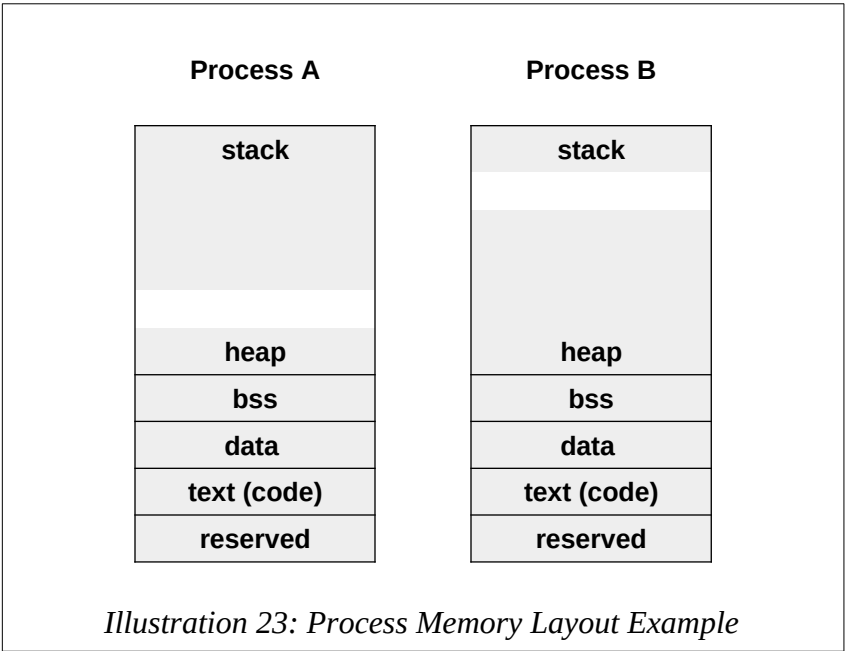 Process A
Process B
stack
stack
heap
heap
bss
bss
data
data
text (code)
text (code)
reserved
reserved
Illustration 23: Process Memory Layout Example